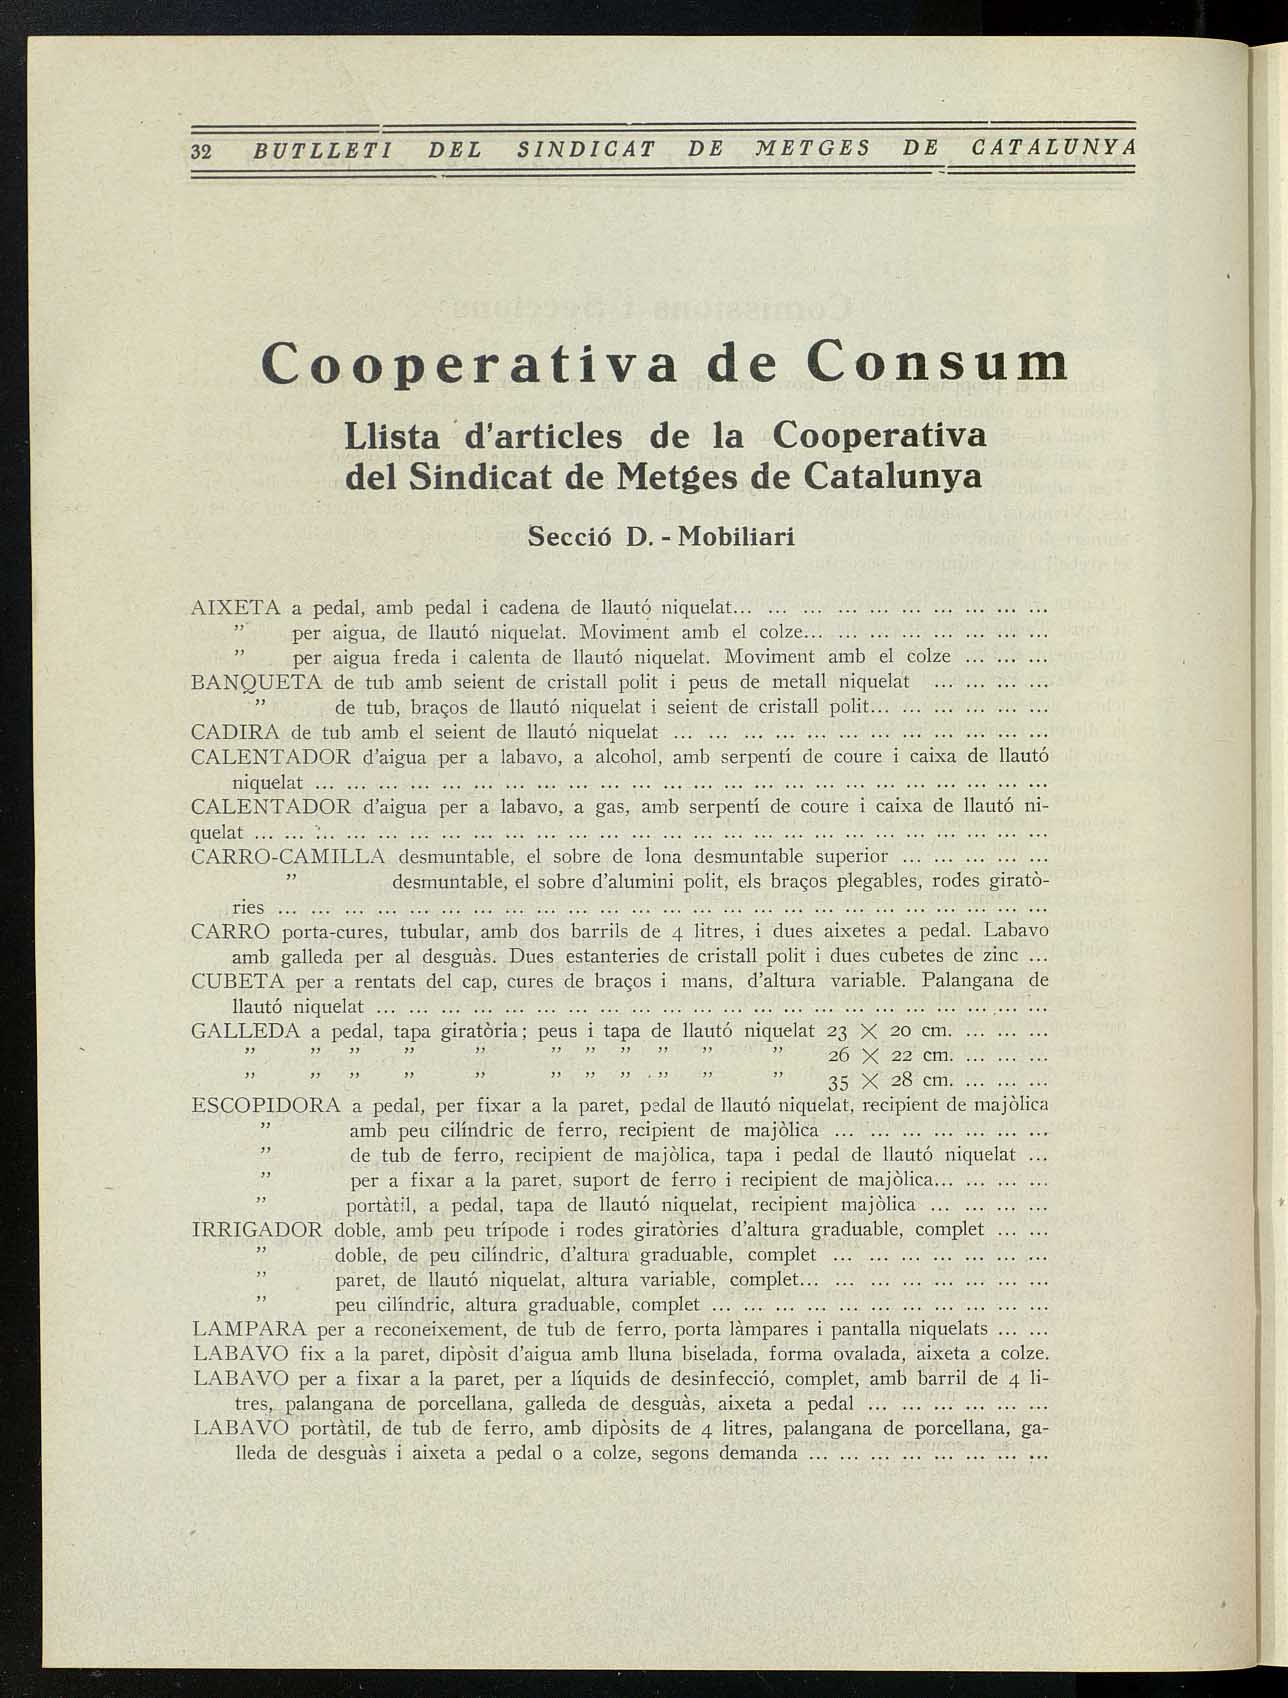 32 BUTLLETI DEL SINDICAT DE METGES DE CATALUNYA
Cooperativa de Consum
Llista d'articles de la Cooperativa
del Sindicat de Metges de Catalunya
Secció D. - Mobiliari
AIXETA a pedal, amb pedal i cadena de llautó niquelat... ... ... ... ... ... ... ... ... ...
” per aigua, de llautó niquelat. Moviment amb el colze... ... ... ... ... ... ... ...
” per aigua freda i calenta de llautó niquelat. Moviment amb el colze ... ... ...
BANQUETA de tub amb seient de cristall polit i peus de metall niquelat ... ... ... ...
” de tub, braços de llautó niquelat i seient de cristall polit... ... ... ... ... ...
CADIRA de tub amb el seient de llautó niquelat ... ... ... ... ... ... ... ... ... ... ... ...
CALENTADOR d'aigua per a labavo, a alcohol, amb serpentí de coure i caixa de llautó
niquelat ... ... ... ... ... ... ... ... ... ... ... ... ... ... ... ... ... ... ... ... ... ... ... ...
CALENTADOR d'aigua per a labavo, a gas, amb serpentí de coure i caixa de llautó ni-
quelat ... ... ... ... ... ... ... ... ... ... ... ... ... ... ... ... ... ... ... ... ... ... ... ... ... ...
CARRO-CAMILLA desmuntable, el sobre de lona desmuntable superior ... ... ... ... ...
” desmuntable, el sobre d'alumini polit, els braços plegables, rodes giratò-
ries ... ... ... ... ... ... ... ... ... ... ... ... ... ... ... ... ... ... ... ... ... ... ... ... ...
CARRO porta-cures, tubular, amb dos barrils de 4 litres, i dues aixetes a pedal. Labavo
amb galleda per al desguàs. Dues estanteries de cristall polit i dues cubetes de zinc ...
CUBETA per a rentats del cap, cures de braços i mans, d'altura variable. Palangana de
llautó niquelat ... ... ... ... ... ... ... ... ... ... ... ... ... ... ... ... ... ... ... ... ... ...
GALLEDA a pedal, tapa giratòria; peus i tapa de llautó niquelat 23 X 20 cm. ... ... ...
” ” ” ” ” ” ” ” ” ” ” 26 X 22 cm. ... ... ...
” ” ” ” ” ” ” ” ” ” ” 35 X 28 cm. ... ... ...
ESCOPIDORA a pedal, per fixar a la paret, pedal de llautó niquelat, recipient de majòlica
” amb peu cilíndric de ferro, recipient de majòlica ... ... ... ... ... ... ...
” de tub de ferro, recipient de majòlica, tapa i pedal de llautó niquelat ...
” per a fixar a la paret, suport de ferro i recipient de majòlica... ... ... ...
” portàtil, a pedal, tapa de llautó niquelat, recipient majòlica ... ... ... ...
IRRIGADOR doble, amb peu trípode i rodes giratòries d'altura graduable, complet ... ...
” doble, de peu cilíndric, d'altura graduable, complet ... ... ... ... ... ... ...
” paret, de llautó niquelat, altura variable, complet... ... ... ... ... ... ... ...
” peu cilíndric, altura graduable, complet ... ... ... ... ... ... ... ... ... ... ...
LAMPARA per a reconeixement, de tub de ferro, porta làmpares i pantalla niquelats ... ...
LABAVO fix a la paret, dipòsit d'aigua amb lluna biselada, forma ovalada, aixeta a colze.
LABAVO per a fixar a la paret, per a líquids de desinfecció, complet, amb barril de 4 li-
tres, palangana de porcellana, galleda de desguàs, aixeta a pedal ... ... ... ... ... ...
LABAVO portàtil, de tub de ferro, amb dipòsits de 4 litres, palangana de porcellana, ga-
lleda de desguàs i aixeta a pedal o a colze, segons demanda ... ... ... ... ... ... ... ...